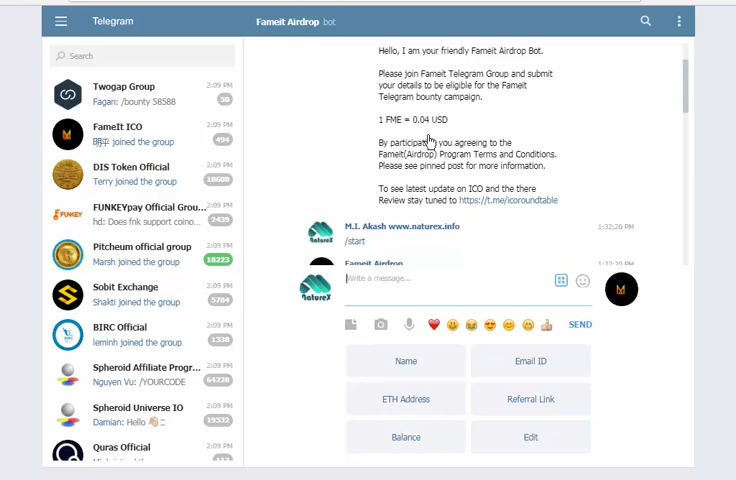 Telegram
Fameit Airdrop bot
Search
Twogap Group 2:09 PM
Fagan: /bounty 58588 50
FameIt ICO 2:09 PM
明平 joined the group 494
DIS Token Official 2:09 PM
Terry joined the group 18688
FUNKEYpay Official Grou... 2:09 PM
hd: Does fnk support coino... 2439
Pitcheum official group 2:09 PM
Marsh joined the group 18223
Sobit Exchange 2:09 PM
Shakti joined the group 5784
BIRC Official 2:09 PM
leminh joined the group 1338
Spheroid Affiliate Progr... 2:09 PM
Nguyen Vu: /YOURCODE 64228
Spheroid Universe IO 2:09 PM
Damian: Hello 19532
Quras Official 2:09 PM
joined the group
Hello, I am your friendly Fameit Airdrop Bot.
Please join Fameit Telegram Group and submit
your details to be eligible for the Fameit
Telegram bounty campaign.
1 FME = 0.04 USD
By participating you agreeing to the
Fameit(Airdrop) Program Terms and Conditions.
Please see pinned post for more information.
To see latest update on ICO and the there
Review stay tuned to https://t.me/icoroundtable
M.I. Akash www.naturex.info 1:32:20 PM
/start
Fameit Airdrop 1:32:20 PM
NatureX
Write a message...
NatureX
SEND
Name Email ID
ETH Address Referral Link
Balance Edit